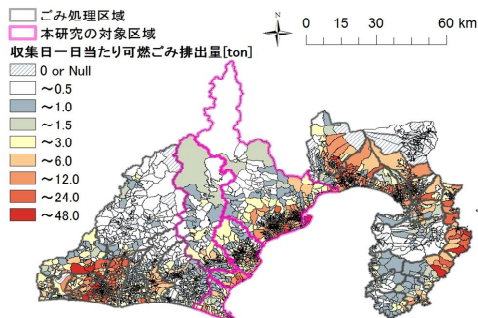 ごみ処理区域
本研究の対象区域
収集日一日当たり可燃ごみ排出量[ton]
0 or Null
～0.5
～1.0
～1.5
～3.0
～6.0
～12.0
～24.0
～48.0
N
0 15 30 60 km